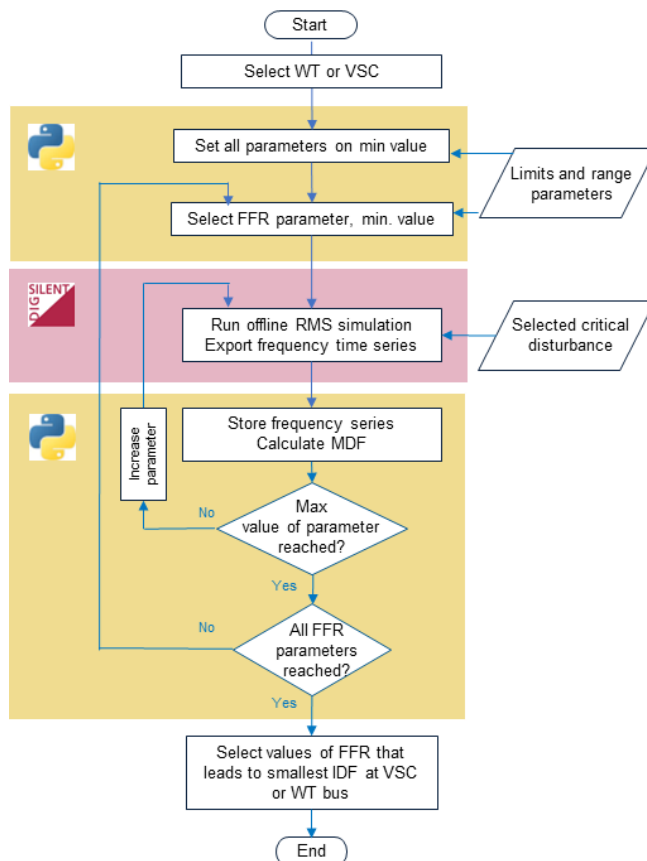 Start
Select WT or VSC
Set all parameters on min value
Limits and range
parameters
Select FFR parameter, min. value
DIG
SILENT
Run offline RMS simulation
Export frequency time series
Selected critical
disturbance
Increase
parameter
Store frequency series
Calculate MDF
No
Max
value of parameter
reached?
Yes
No
All FFR
parameters
reached?
Yes
Select values of FFR that
leads to smallest IDF at VSC
or WT bus
End